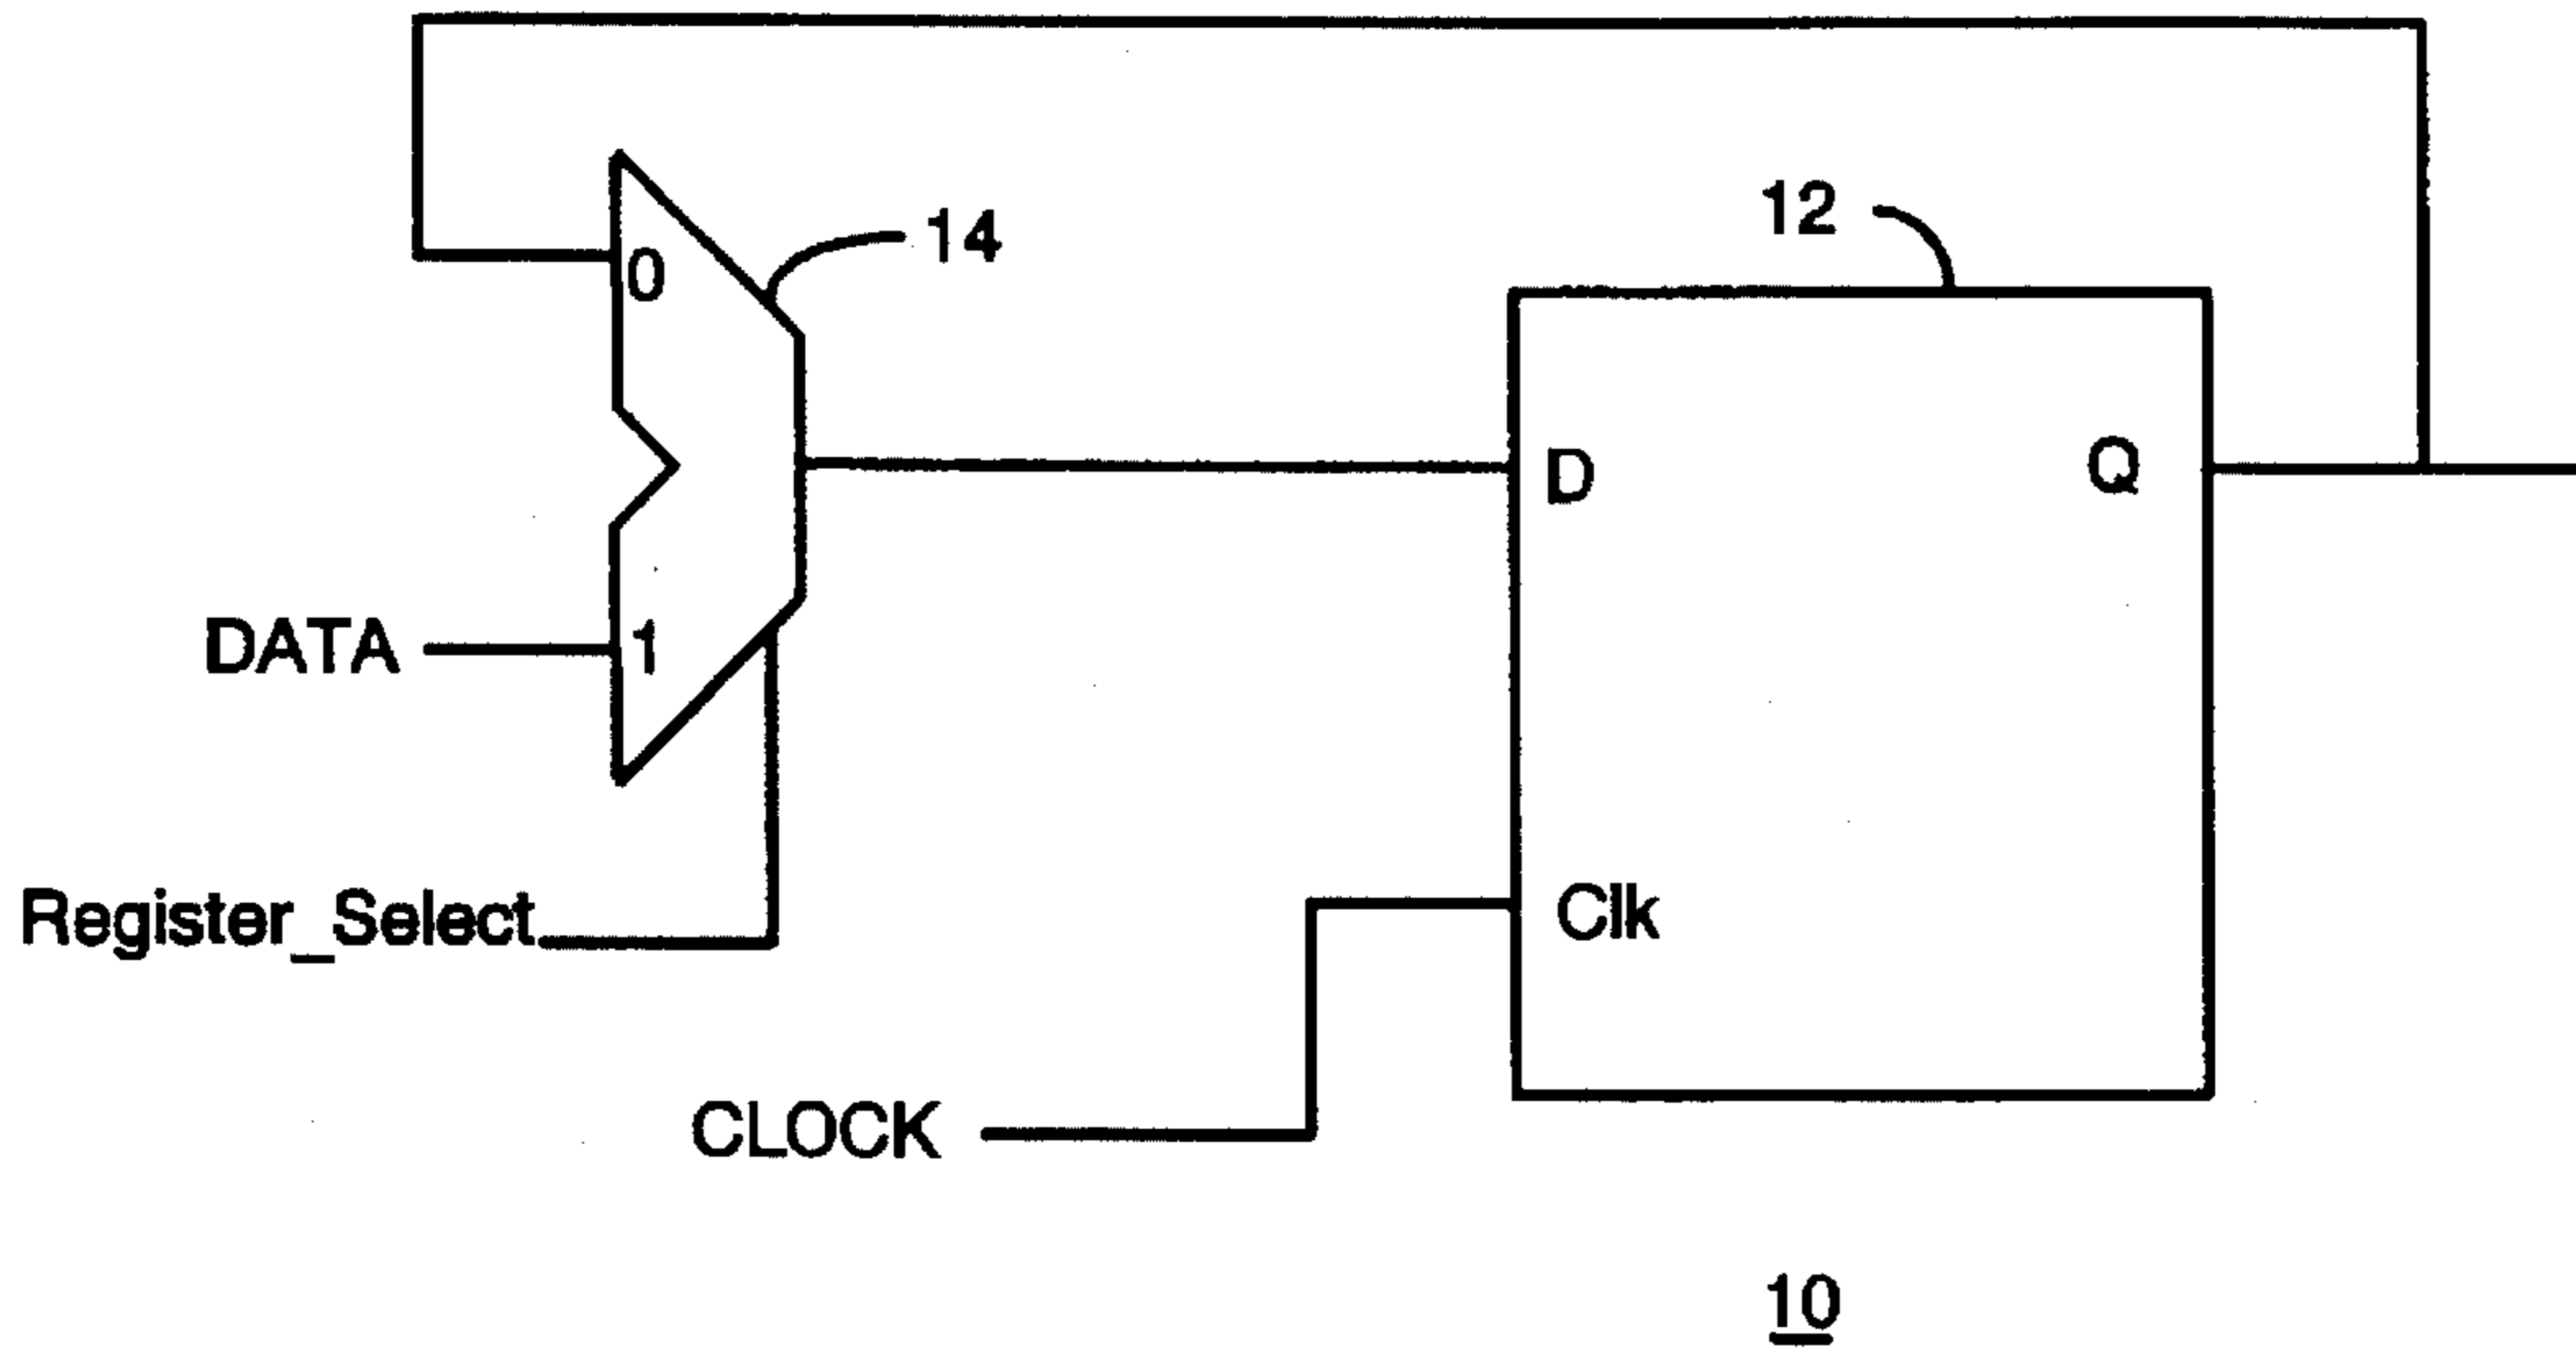 12
14
0
D
Q
DATA
1
Clk
Register_Select
CLOCK
10